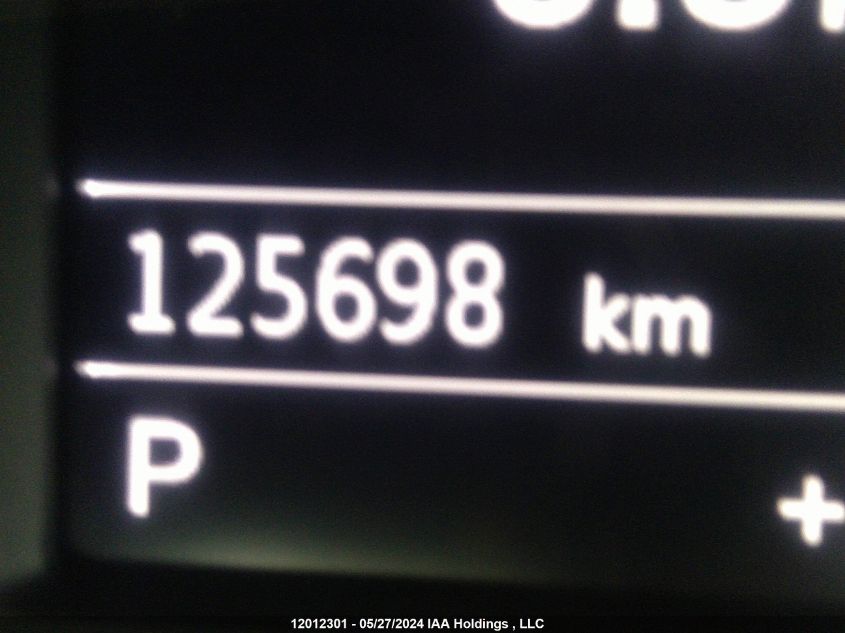 125698 km
P +
12012301 - 05/27/2024 IAA Holdings , LLC